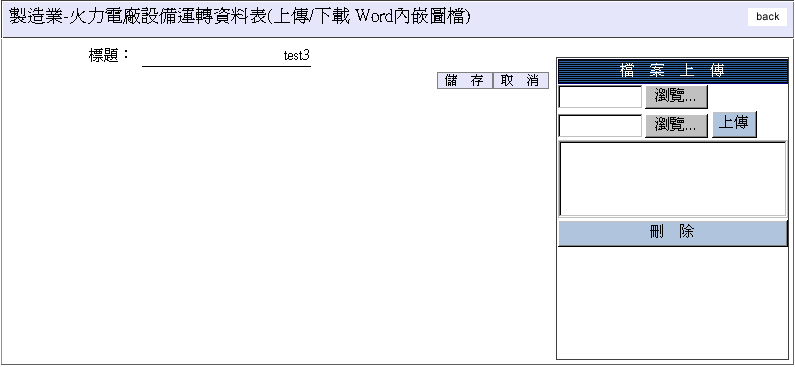 製造業-火力電廠設備運轉資料表(上傳/下載 Word內嵌圖檔)
back
標題： test3
儲 存 取 消
檔 案 上 傳
瀏覽...
瀏覽... 上傳
刪 除